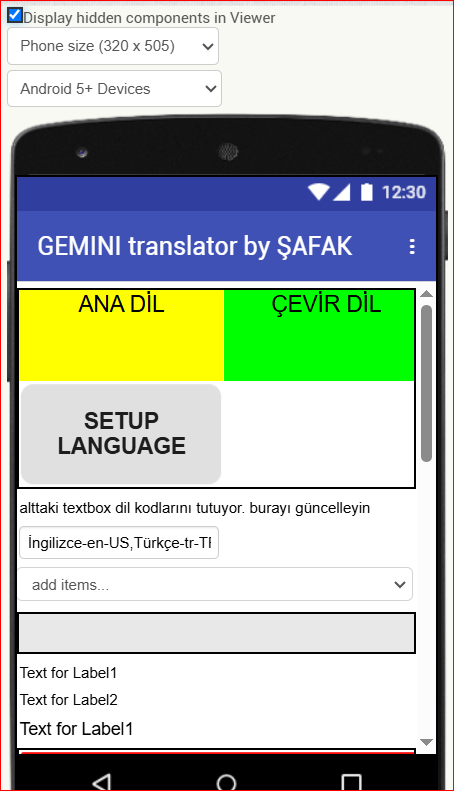 Display hidden components in Viewer
Phone size (320 x 505)
Android 5+ Devices
12:30
GEMINI translator by ŞAFAK
ANA DİL
ÇEVİR DİL
SETUP
LANGUAGE
alttaki textbox dil kodlarını tutuyor. burayı güncelleyin
İngilizce-en-US,Türkçe-tr-TF
add items...
Text for Label1
Text for Label2
Text for Label1